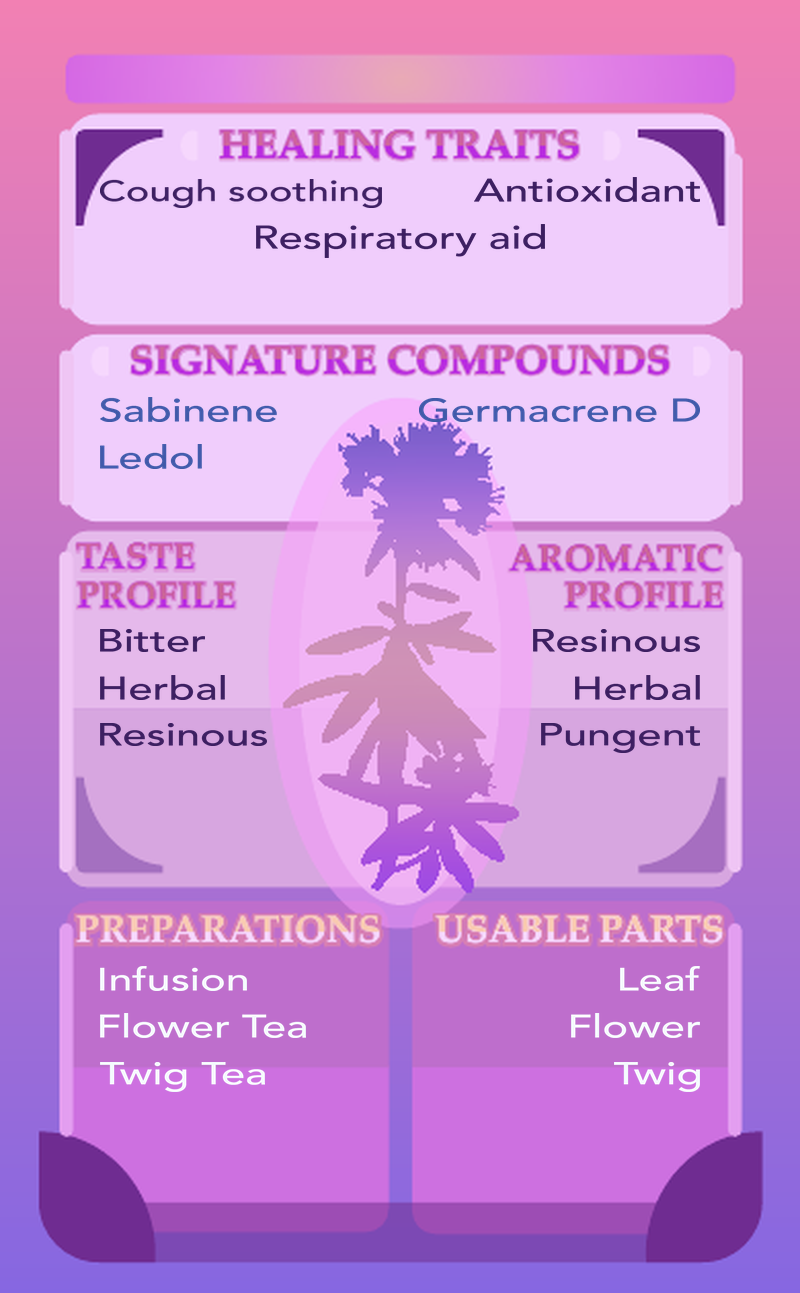 HEALING TRAITS
Cough soothing Antioxidant
Respiratory aid
SIGNATURE COMPOUNDS
Sabinene Germacrene D
Ledol
TASTE
PROFILE
Bitter
Herbal
Resinous
AROMATIC
PROFILE
Resinous
Herbal
Pungent
PREPARATIONS
Infusion
Flower Tea
Twig Tea
USABLE PARTS
Leaf
Flower
Twig